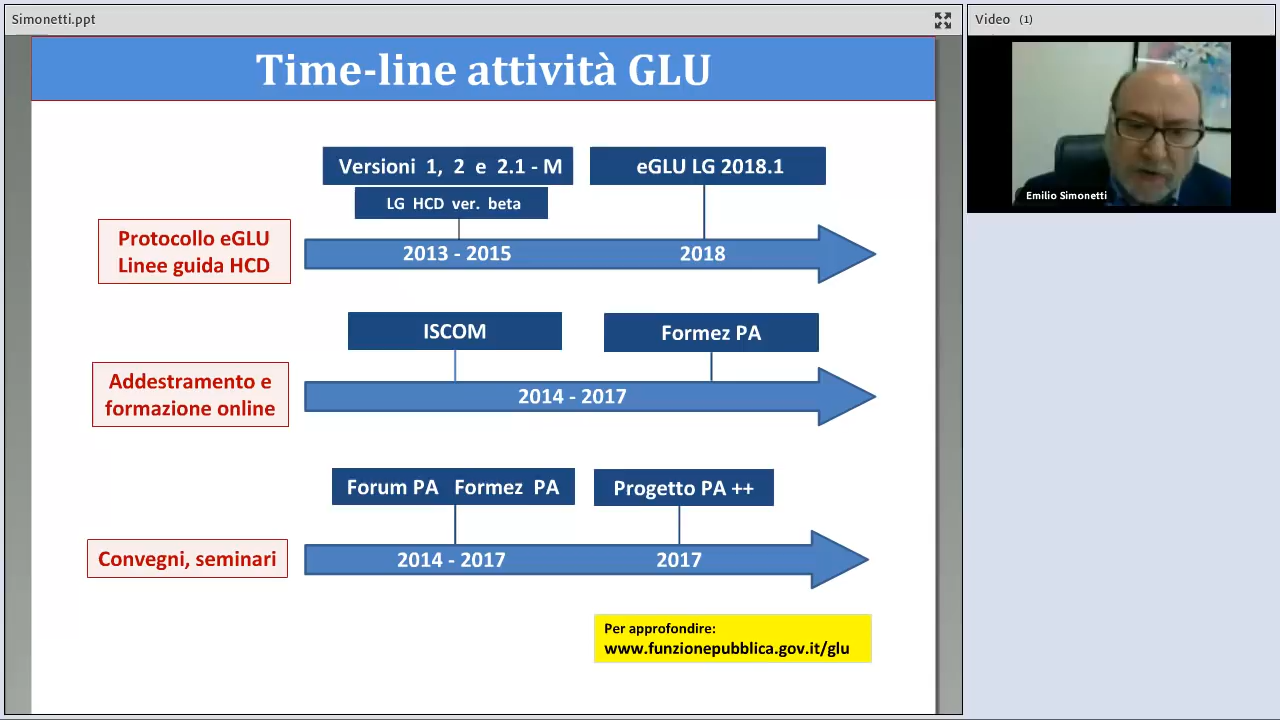 Simonetti.ppt
Video (1)
Time-line attività GLU
Versioni 1, 2 e 2.1 - M
eGLU LG 2018.1
LG HCD ver. beta
Protocollo eGLU
Linee guida HCD
2013 - 2015
2018
ISCOM
Formez PA
Addestramento e
formazione online
2014 - 2017
Forum PA Formez PA
Progetto PA ++
Convegni, seminari
2014 - 2017
2017
Per approfondire:
www.funzionepubblica.gov.it/glu
Emilio Simonetti